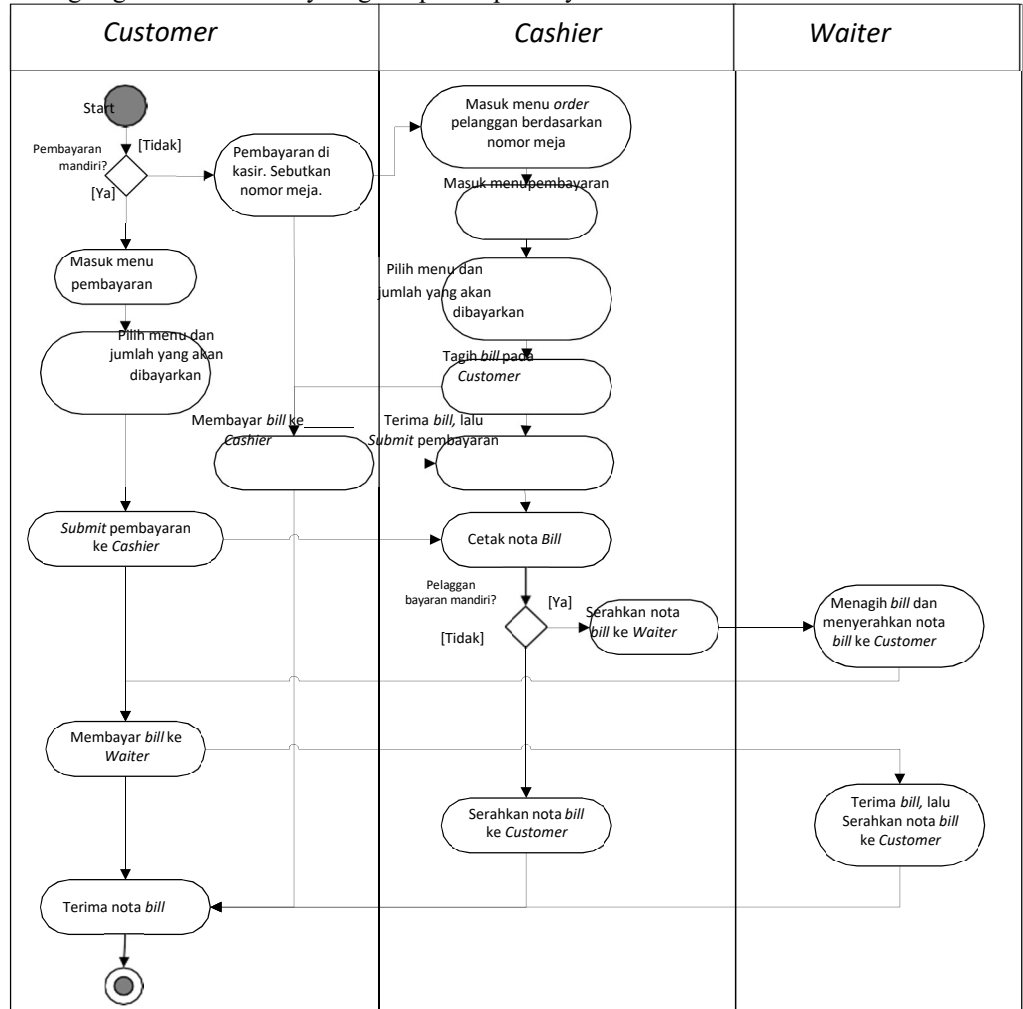 Customer
Cashier
Waiter
Start
Pembayaran
mandiri?
[Tidak]
[Ya]
Pembayaran di
kasir. Sebutkan
nomor meja.
Masuk menu order
pelanggan berdasarkan
nomor meja
Masuk menupembayaran
Masuk menu
pembayaran
Pilih menu dan
jumlah yang akan
dibayarkan
Pilih menu dan
jumlah yang akan
dibayarkan
Tagih bill pada
Customer
Membayar bill ke
Cashier
Terima bill, lalu
Submit pembayaran
Submit pembayaran
ke Cashier
Cetak nota Bill
Pelaggan
bayaran mandiri?
[Ya]
[Tidak]
Serahkan nota
bill ke Waiter
Menagih bill dan
menyerahkan nota
bill ke Customer
Membayar bill ke
Waiter
Serahkan nota bill
ke Customer
Terima bill, lalu
Serahkan nota bill
ke Customer
Terima nota bill